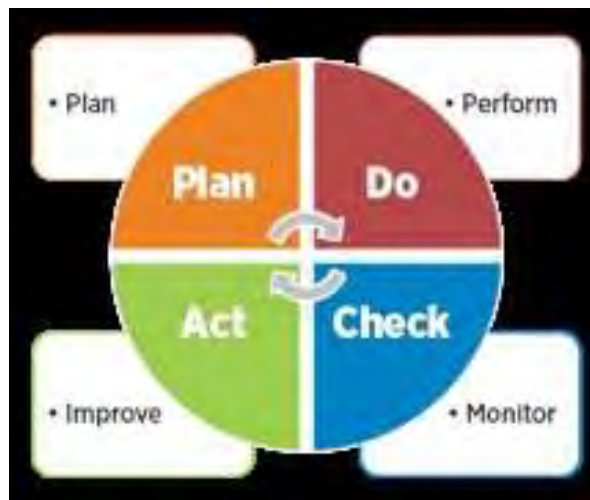 • Plan
• Perform
Plan
Do
Act
Check
• Improve
• Monitor